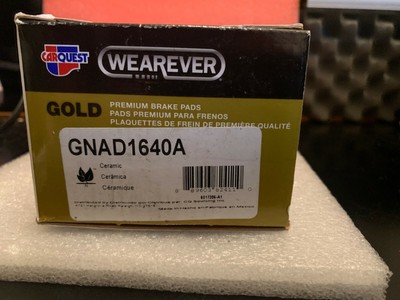 CARQUEST WEAREVER
GOLD PREMIUM BRAKE PADS
PADS PREMIUM PARA FRENOS
PLAQUETTES DE FREIN DE PREMIÈRE QUALITÉ
GNAD1640A
Ceramic
Cerámica
Céramique